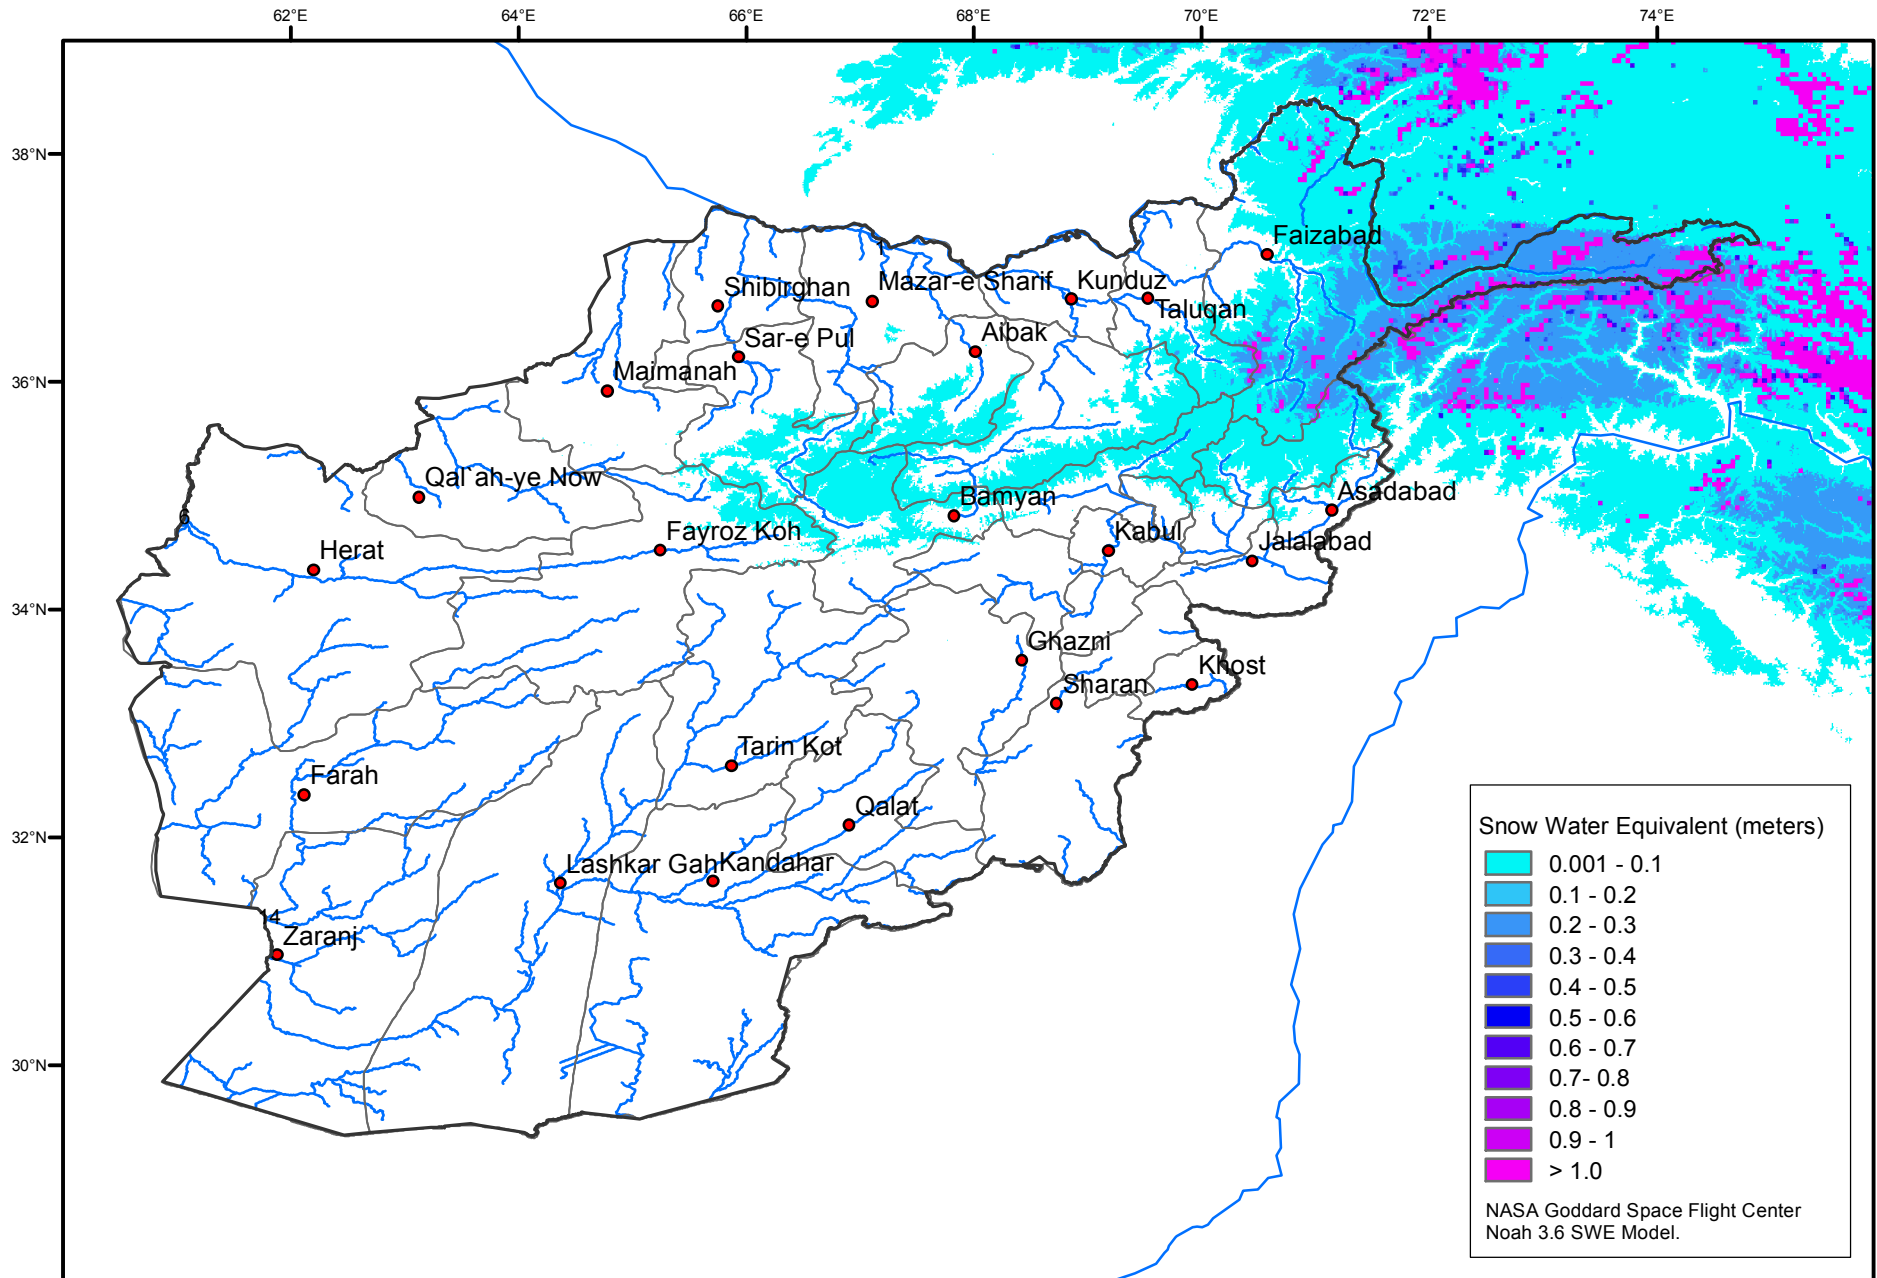 62°E 64°E 66°E 68°E 70°E 72°E 74°E
38°N
Faizabad
1
Shibirghan
Mazar-e Sharif
Kunduz
Taluqan
Sar-e Pul
Aibak
36°N
Maimanah
Qal ah-ye Now
Bamyan
Asadabad
6
Fayroz Koh
Kabul
Jalalabad
Herat
34°N
Ghazni
Khost
Sharan
Tarin Kot
Farah
Qalat
32°N
Lashkar Gah
Kandahar
14
Zaranj
30°N
Snow Water Equivalent (meters)
0.001 - 0.1
0.1 - 0.2
0.2 - 0.3
0.3 - 0.4
0.4 - 0.5
0.5 - 0.6
0.6 - 0.7
0.7- 0.8
0.8 - 0.9
0.9 - 1
> 1.0
NASA Goddard Space Flight Center
Noah 3.6 SWE Model.